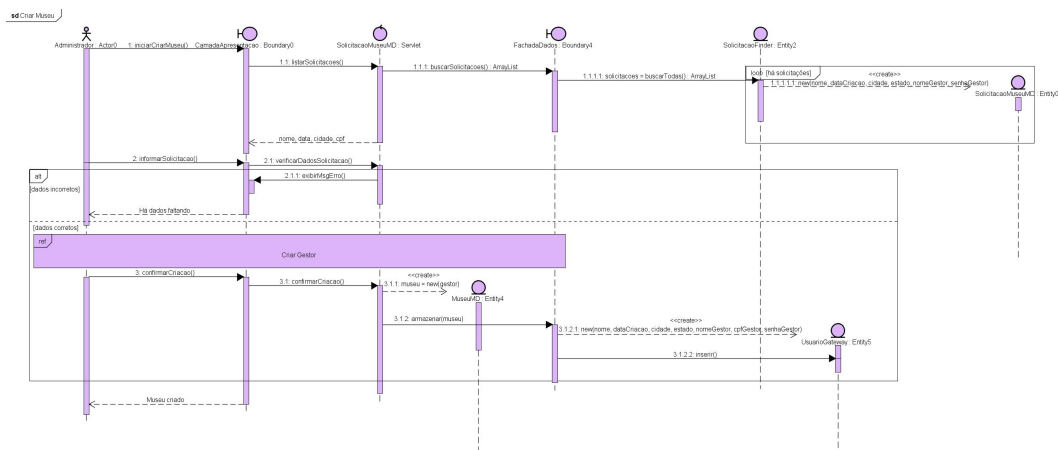 sd Criar Museu
Administrador : Actor0
CamadaApresentacao : Boundary0
SolicitacaoMuseuMD : Servlet
FachadaDados : Boundary4
SolicitacaoFinder : Entity2
1: iniciarCriarMuseu()
1.1: listarSolicitacoes()
1.1.1: buscarSolicitacoes() : ArrayList
1.1.1.1: solicitacoes = buscarTodas() : ArrayList
loop [há solicitações]
<<create>>
1.1.1.1.1: new(nome, dataCriacao, cidade, estado, nomeGestor, senhaGestor)
SolicitacaoMuseuMD : Entity0
nome, data, cidade, cpf
2: informarSolicitacao()
2.1: verificarDadosSolicitacao()
alt
2.1.1: exibirMsgErro()
[dados incorretos]
Há dados faltando
[dados corretos]
ref
Criar Gestor
3: confirmarCriacao()
3.1: confirmarCriacao()
<<create>>
3.1.1: museu = new(gestor)
MuseuMD : Entity4
3.1.2: armazenar(museu)
<<create>>
3.1.2.1: new(nome, dataCriacao, cidade, estado, nomeGestor, cpfGestor, senhaGestor)
UsuarioGateway : Entity5
3.1.2.2: inserir()
Museu criado